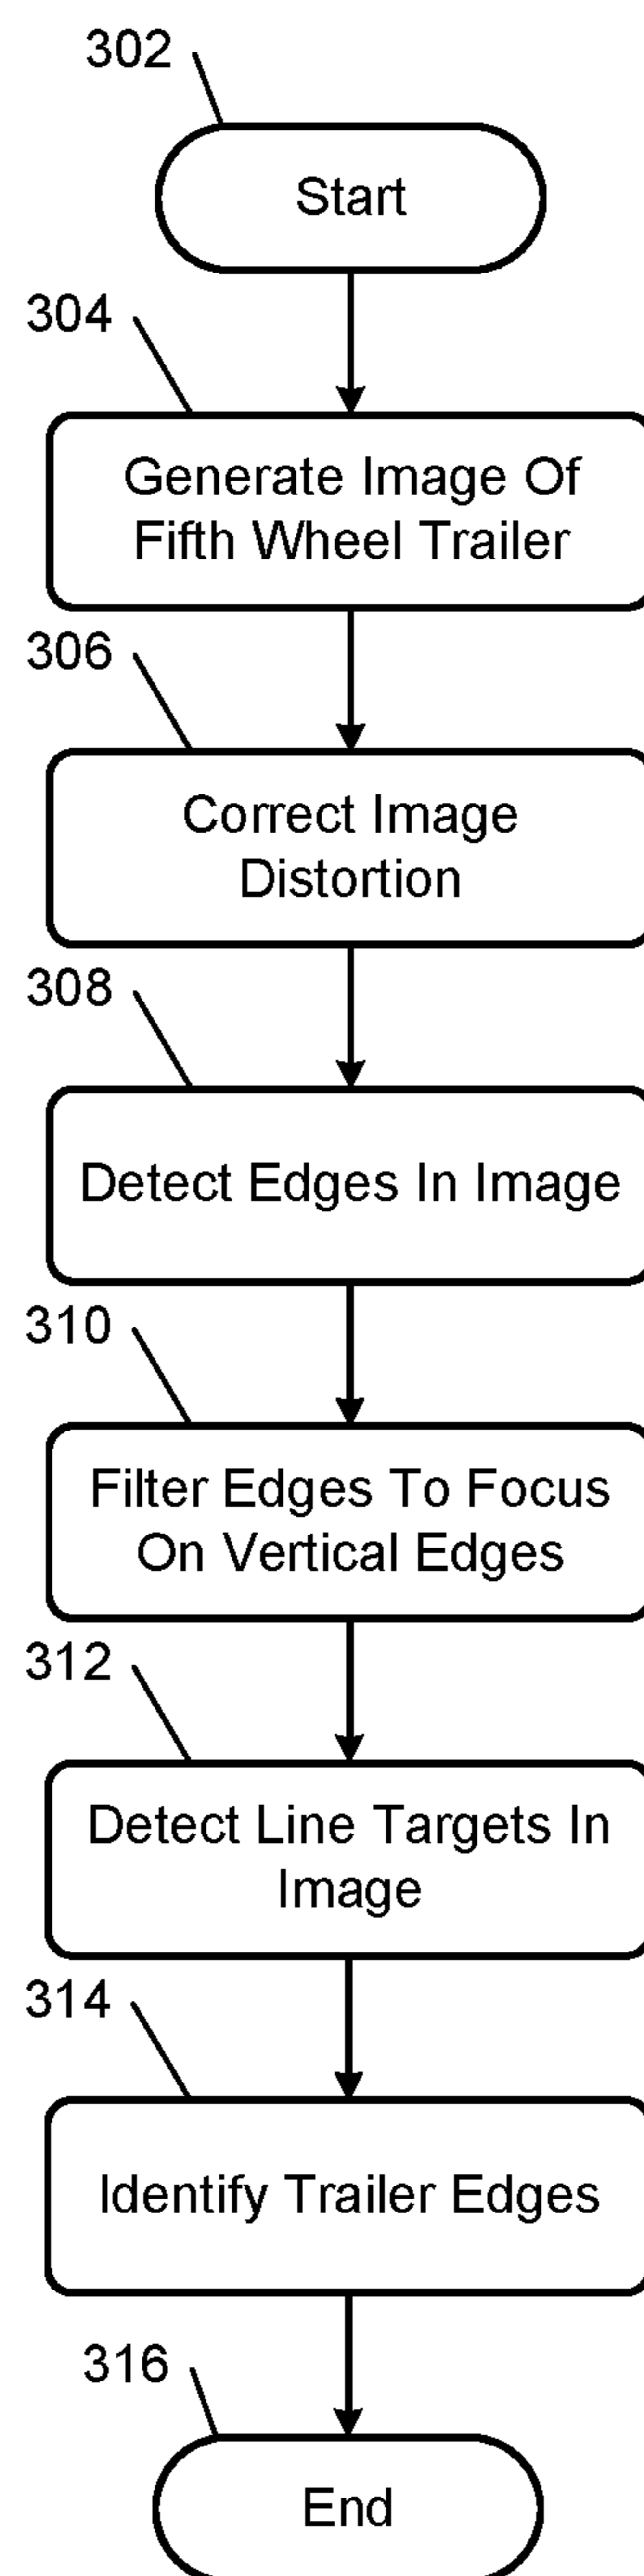 302
Start
304
Generate Image Of
Fifth Wheel Trailer
306
Correct Image
Distortion
308
Detect Edges In Image
310
Filter Edges To Focus
On Vertical Edges
312
Detect Line Targets In
Image
314
Identify Trailer Edges
316
End